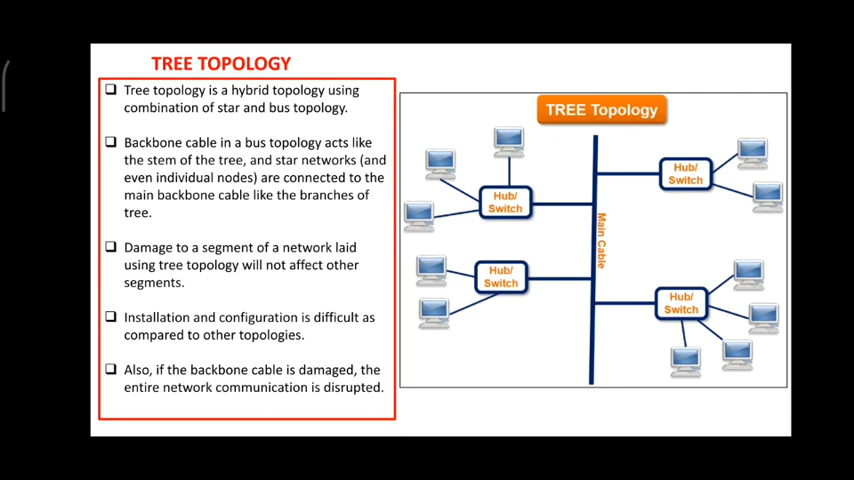 TREE TOPOLOGY
❑ Tree topology is a hybrid topology using
combination of star and bus topology.
❑ Backbone cable in a bus topology acts like
the stem of the tree, and star networks (and
even individual nodes) are connected to the
main backbone cable like the branches of
tree.
❑ Damage to a segment of a network laid
using tree topology will not affect other
segments.
❑ Installation and configuration is difficult as
compared to other topologies.
❑ Also, if the backbone cable is damaged, the
entire network communication is disrupted.
TREE Topology
Hub/
Switch
Hub/
Switch
Main Cable
Hub/
Switch
Hub/
Switch